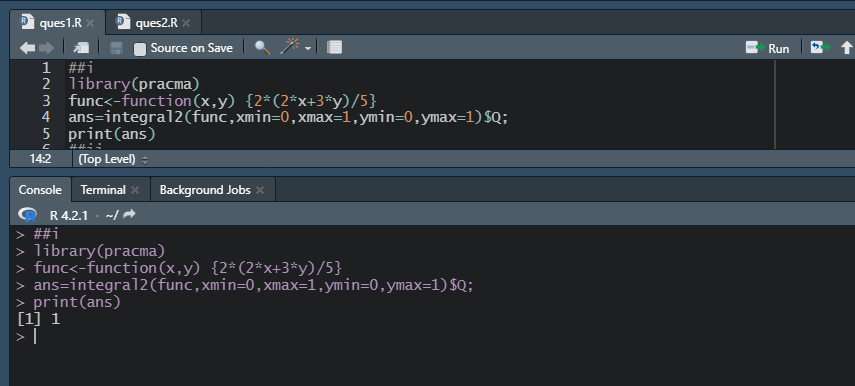 ques1.R ques2.R
Source on Save Run
1 ##i
2 library(pracma)
3 func<-function(x,y) {2*(2*x+3*y)/5}
4 ans=integral2(func,xmin=0,xmax=1,ymin=0,ymax=1)$Q;
5 print(ans)
6 ##ii
14:2 (Top Level)
Console Terminal Background Jobs
R 4.2.1 · ~/
> ##i
> library(pracma)
> func<-function(x,y) {2*(2*x+3*y)/5}
> ans=integral2(func,xmin=0,xmax=1,ymin=0,ymax=1)$Q;
> print(ans)
[1] 1
>